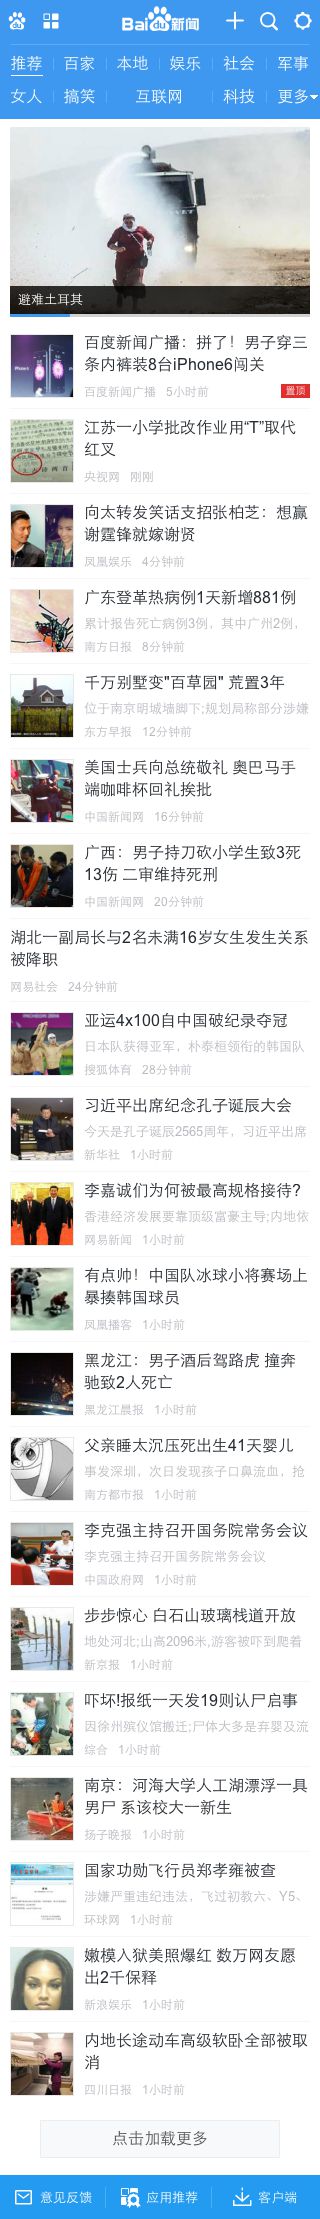 Bai du 新闻
推荐 百家 本地 娱乐 社会 军事
女人 搞笑 互联网 科技 更多
避难土耳其
百度新闻广播：拼了！男子穿三
条内裤装8台iPhone6闯关
百度新闻广播 5小时前 置顶
江苏一小学批改作业用“T”取代
红叉
央视网 刚刚
向太转发笑话支招张柏芝：想赢
谢霆锋就嫁谢贤
凤凰娱乐 4分钟前
广东登革热病例1天新增881例
累计报告死亡病例3例，其中广州2例，
南方日报 8分钟前
千万别墅变"百草园" 荒置3年
位于南京明城墙脚下;规划局称部分涉嫌
东方早报 12分钟前
美国士兵向总统敬礼 奥巴马手
端咖啡杯回礼挨批
中国新闻网 16分钟前
广西：男子持刀砍小学生致3死
13伤 二审维持死刑
中国新闻网 20分钟前
湖北一副局长与2名未满16岁女生发生关系
被降职
网易社会 24分钟前
亚运4x100自中国破纪录夺冠
日本队获得亚军，朴泰桓领衔的韩国队
搜狐体育 28分钟前
习近平出席纪念孔子诞辰大会
今天是孔子诞辰2565周年，习近平出席
新华社 1小时前
李嘉诚们为何被最高规格接待?
香港经济发展要靠顶级富豪主导;内地依
网易新闻 1小时前
有点帅！中国队冰球小将赛场上
暴揍韩国球员
凤凰播客 1小时前
黑龙江：男子酒后驾路虎 撞奔
驰致2人死亡
黑龙江晨报 1小时前
父亲睡太沉压死出生41天婴儿
事发深圳，次日发现孩子口鼻流血，抢
南方都市报 1小时前
李克强主持召开国务院常务会议
李克强主持召开国务院常务会议
中国政府网 1小时前
步步惊心 白石山玻璃栈道开放
地处河北;山高2096米,游客被吓到爬着
新京报 1小时前
吓坏!报纸一天发19则认尸启事
因徐州殡仪馆搬迁;尸体大多是弃婴及流
综合 1小时前
南京：河海大学人工湖漂浮一具
男尸 系该校大一新生
扬子晚报 1小时前
国家功勋飞行员郑孝雍被查
涉嫌严重违纪违法，飞过初教六、Y5、
环球网 1小时前
嫩模入狱美照爆红 数万网友愿
出2千保释
新浪娱乐 1小时前
内地长途动车高级软卧全部被取
消
四川日报 1小时前
点击加载更多
意见反馈 应用推荐 客户端